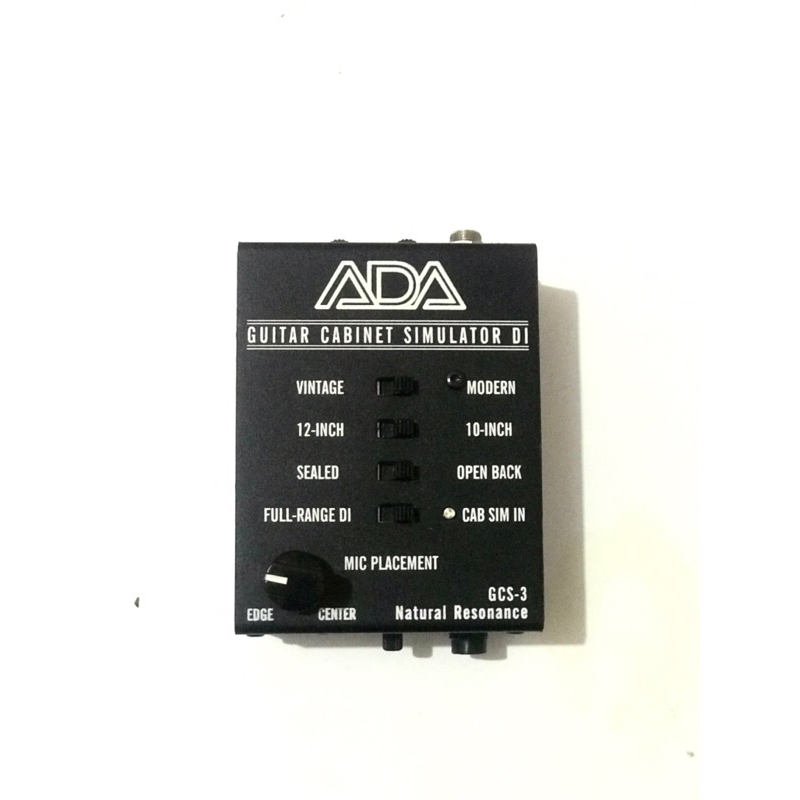 ADA
GUITAR CABINET SIMULATOR DI
VINTAGE MODERN
12-INCH 10-INCH
SEALED OPEN BACK
FULL-RANGE DI CAB SIM IN
MIC PLACEMENT
GCS-3
EDGE CENTER Natural Resonance